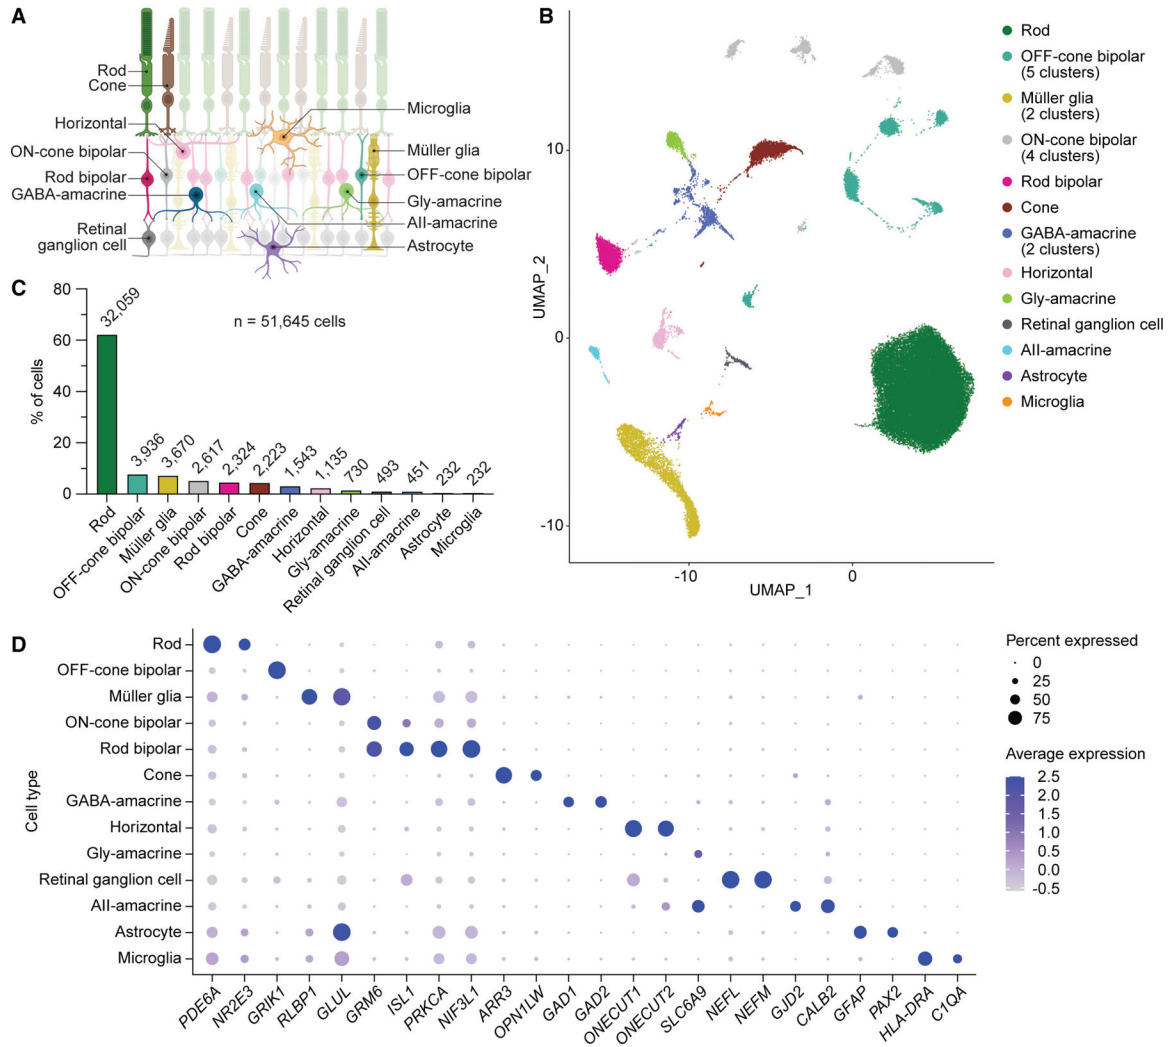 A
Rod
Cone
Horizontal
ON-cone bipolar
Rod bipolar
GABA-amacrine
Retinal
ganglion cell
Microglia
Müller glia
OFF-cone bipolar
Gly-amacrine
AII-amacrine
Astrocyte
B
UMAP_2
10
0
-10
-10
0
UMAP_1
Rod
OFF-cone bipolar
(5 clusters)
Müller glia
(2 clusters)
ON-cone bipolar
(4 clusters)
Rod bipolar
Cone
GABA-amacrine
(2 clusters)
Horizontal
Gly-amacrine
Retinal ganglion cell
AII-amacrine
Astrocyte
Microglia
C
% of cells
80
60
40
20
0
n = 51,645 cells
32,059
3,936
3,670
2,617
2,324
2,223
1,543
1,135
730
493
451
232
232
Rod
OFF-cone bipolar
Müller glia
ON-cone bipolar
Rod bipolar
Cone
GABA-amacrine
Horizontal
Gly-amacrine
Retinal ganglion cell
AII-amacrine
Astrocyte
Microglia
D
Cell type
Rod
OFF-cone bipolar
Müller glia
ON-cone bipolar
Rod bipolar
Cone
GABA-amacrine
Horizontal
Gly-amacrine
Retinal ganglion cell
AII-amacrine
Astrocyte
Microglia
PDE6A
NR2E3
GRIK1
RLBP1
GLUL
GRM6
ISL1
PRKCA
NIF3L1
ARR3
OPN1LW
GAD1
GAD2
ONECUT1
ONECUT2
SLC6A9
NEFL
NEFM
GJD2
CALB2
GFAP
PAX2
HLA-DRA
C1QA
Percent expressed
0
25
50
75
Average expression
2.5
2.0
1.5
1.0
0.5
0.0
-0.5